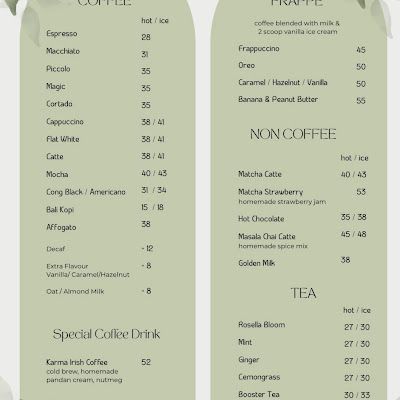 COFFEE
hot / ice
Espresso 28
Macchiato 31
Piccolo 35
Magic 35
Cortado 35
Cappuccino 38 / 41
Flat White 38 / 41
Catte 38 / 41
Mocha 40 / 43
Cong Black / Americano 31 / 34
Bali Kopi 15 / 18
Affogato 38
Decaf + 12
Extra Flavour + 8
Vanilla/ Caramel/Hazelnut
Oat / Almond Milk + 8
Special Coffee Drink
Karma Irish Coffee 52
cold brew, homemade
pandan cream, nutmeg
FRAPPE
coffee blended with milk &
2 scoop vanilla ice cream
Frappuccino 45
Oreo 50
Caramel / Hazelnut / Vanilla 50
Banana & Peanut Butter 55
NON COFFEE
hot / ice
Matcha Catte 40 / 43
Matcha Strawberry 53
homemade strawberry jam
Hot Chocolate 35 / 38
Masala Chai Catte 45 / 48
homemade spice mix
Golden Milk 38
TEA
hot / ice
Rosella Bloom 27 / 30
Mint 27 / 30
Ginger 27 / 30
Cemongrass 27 / 30
Booster Tea 30 / 33